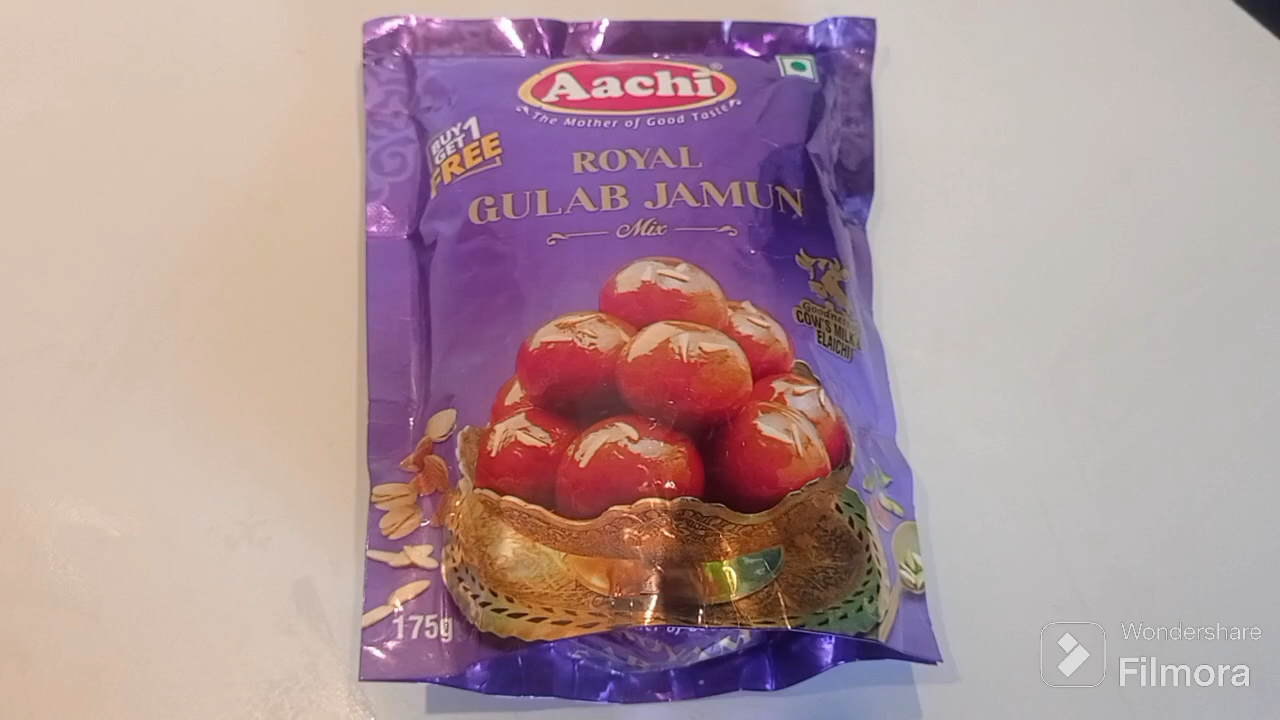 Aachi®
The Mother of Good Taste
BUY 1
GET
FREE
ROYAL
GULAB JAMUN
Mix
COW'S MILK
ELAICHI
175g
Wondershare
Filmora